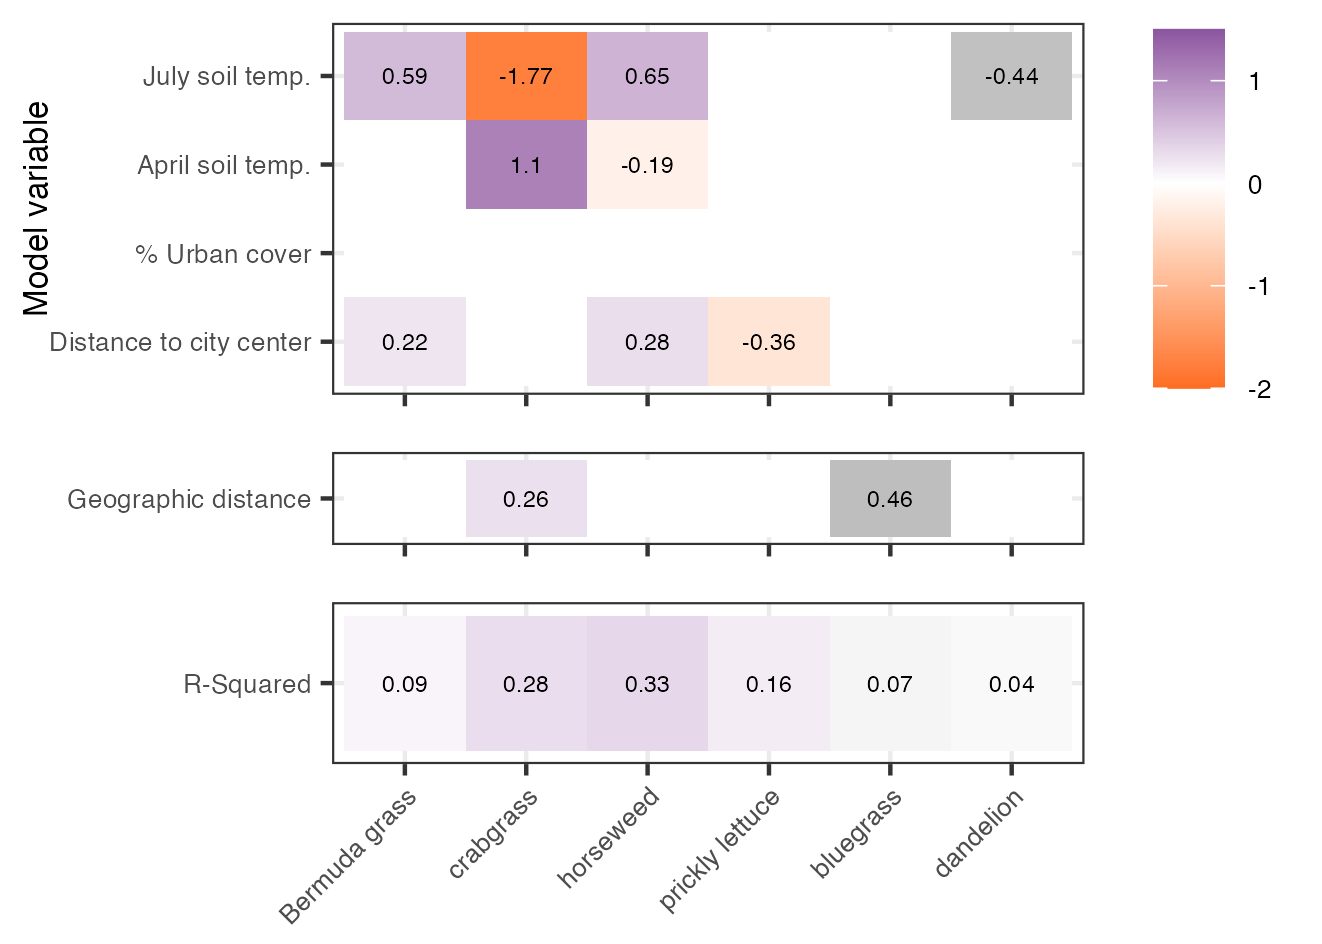 Model variable
July soil temp. 0.59 -1.77 0.65 -0.44
April soil temp. 1.1 -0.19
% Urban cover
Distance to city center 0.22 0.28 -0.36
1
0
-1
-2
Geographic distance 0.26 0.46
R-Squared 0.09 0.28 0.33 0.16 0.07 0.04
Bermuda grass
crabgrass
horseweed
prickly lettuce
bluegrass
dandelion